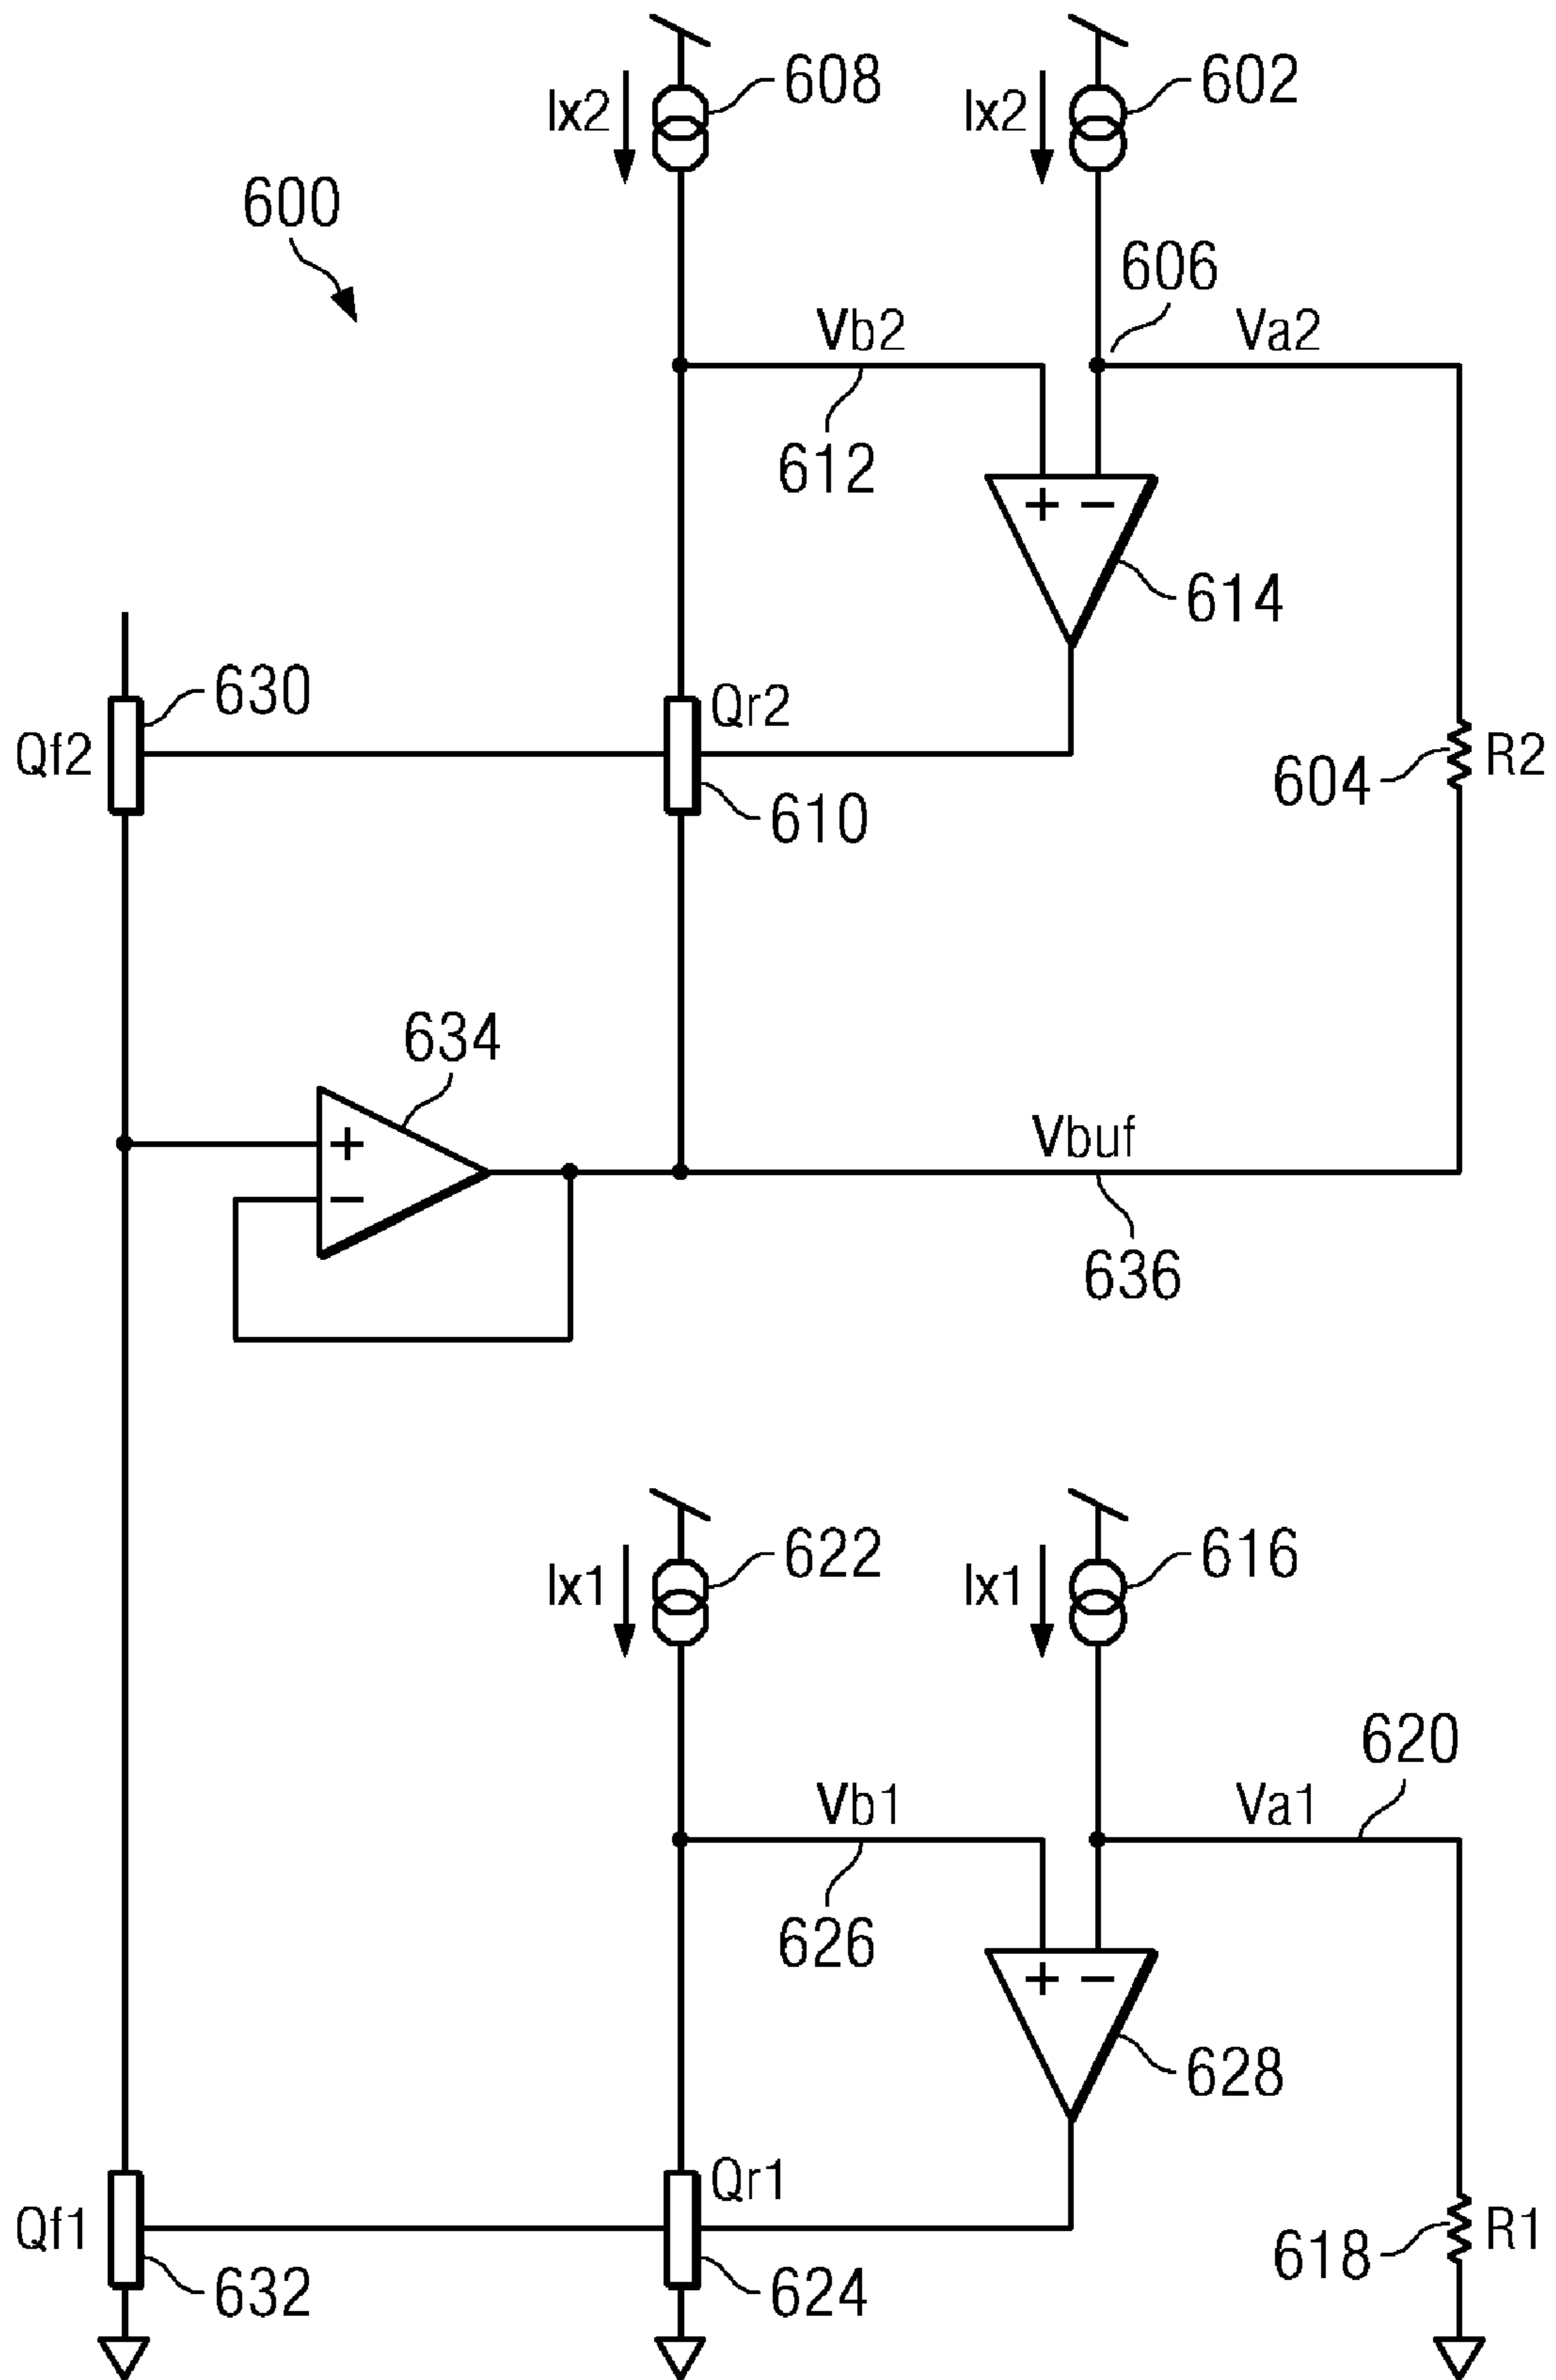 608
602
Ix2
Ix2
600
606
Vb2
Va2
612
+ −
614
630
Qr2
Qf2
R2
604
610
634
+
Vbuf
−
636
622
616
Ix1
Ix1
620
Vb1
Va1
626
+ −
628
Qr1
Qf1
R1
618
632
624